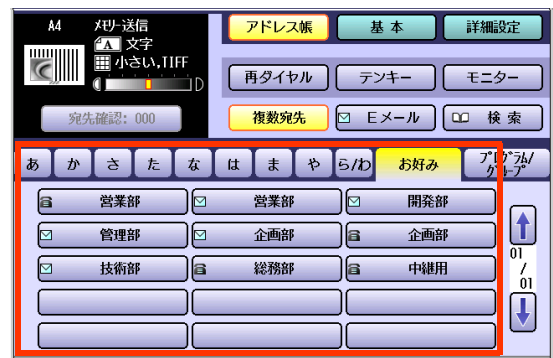 A4 ﾒﾓﾘｰ送信
A 文字
小さい,TIFF
D
宛先確認: 000
アドレス帳 基本 詳細設定
再ダイヤル テンキー モニター
複数宛先 Eメール 検索
あ か さ た な は ま や ら/わ お好み ﾌﾟﾛｸﾞﾗﾑ/
ｸﾞﾙｰﾌﾟ
営業部 営業部 開発部
管理部 企画部 企画部
技術部 総務部 中継用
01
/
01